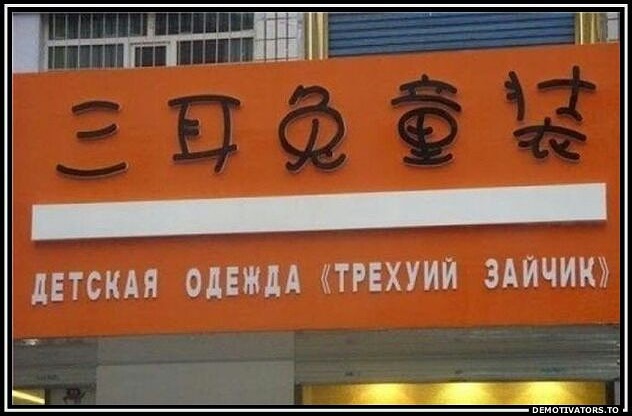 三耳兔童装
ДЕТСКАЯ ОДЕЖДА《ТРЕХУИЙ ЗАЙЧИК》
DEMOTIVATORS.TO